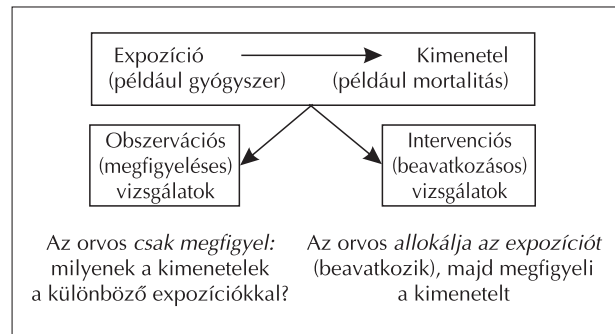 Expozíció
(például gyógyszer)
Kimenetel
(például mortalitás)
Obszervációs
(megfigyeléses)
vizsgálatok
Intervenciós
(beavatkozásos)
vizsgálatok
Az orvos csak megfigyel:
milyenek a kimenetelek
a különböző expozíciókkal?
Az orvos allokálja az expozíciót
(beavatkozik), majd megfigyeli
a kimenetelt